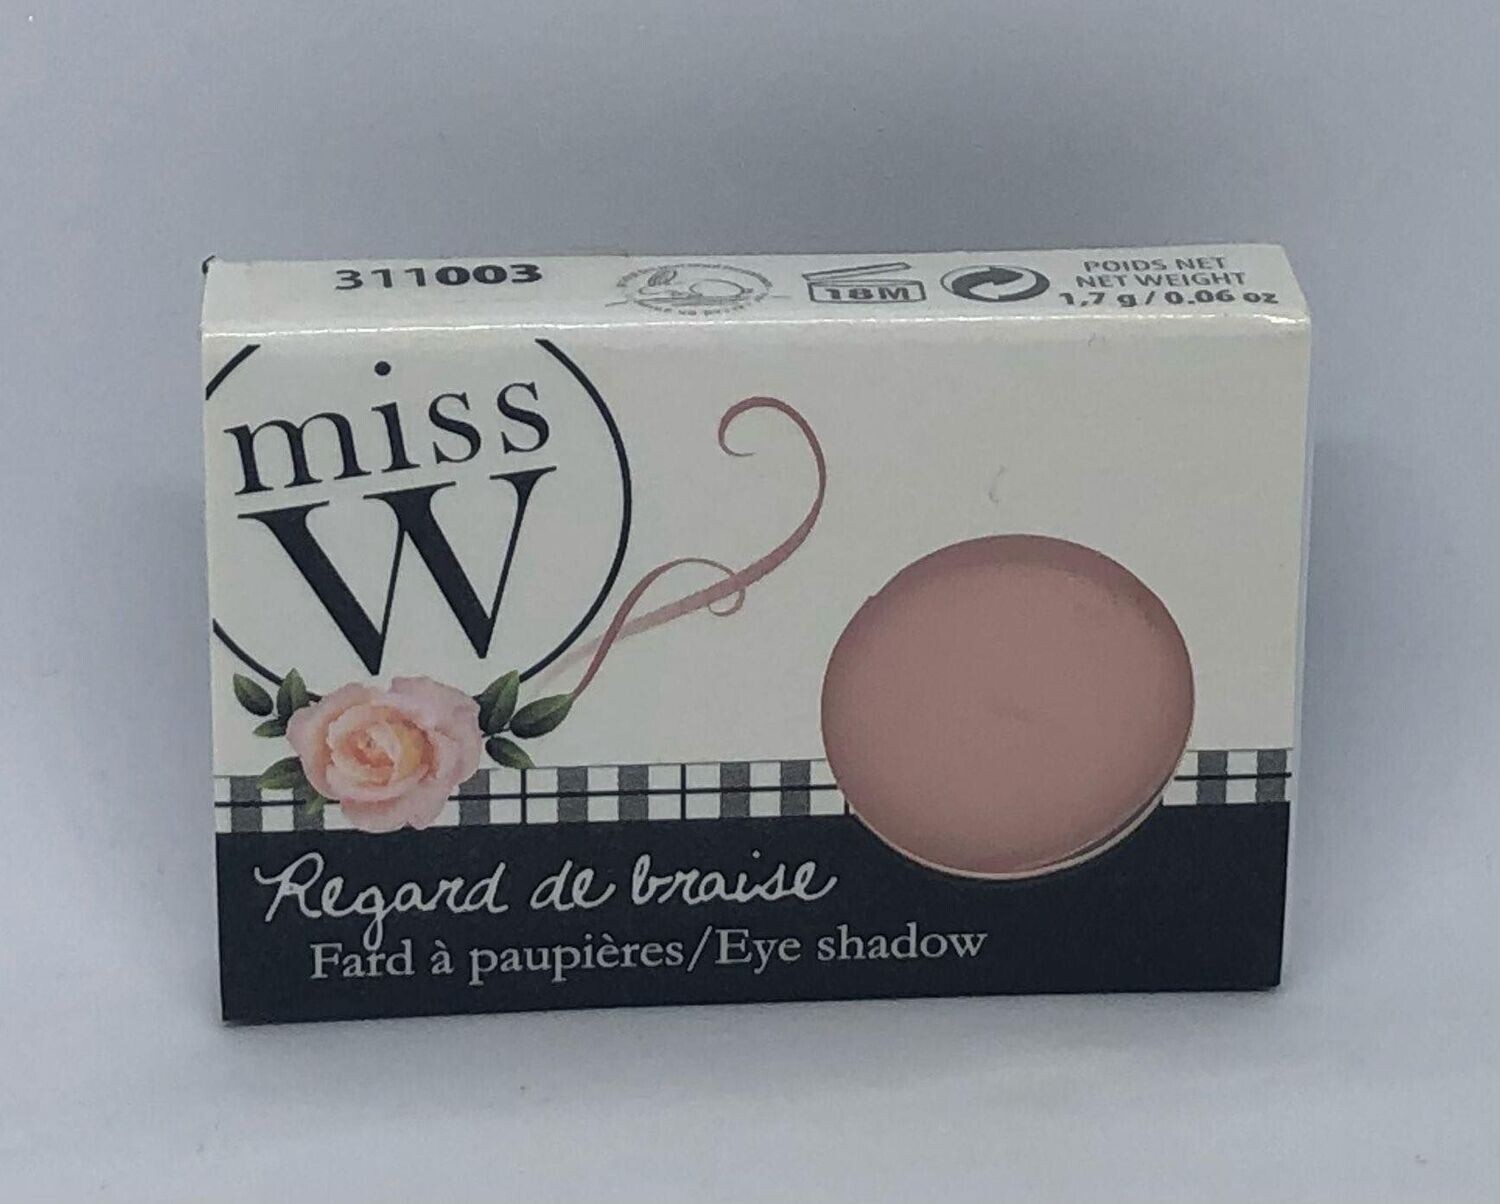 311003
18M
POIDS NET
NET WEIGHT
1,7 g / 0.06 oz
miss
W
Regard de braise
Fard à paupières/Eye shadow